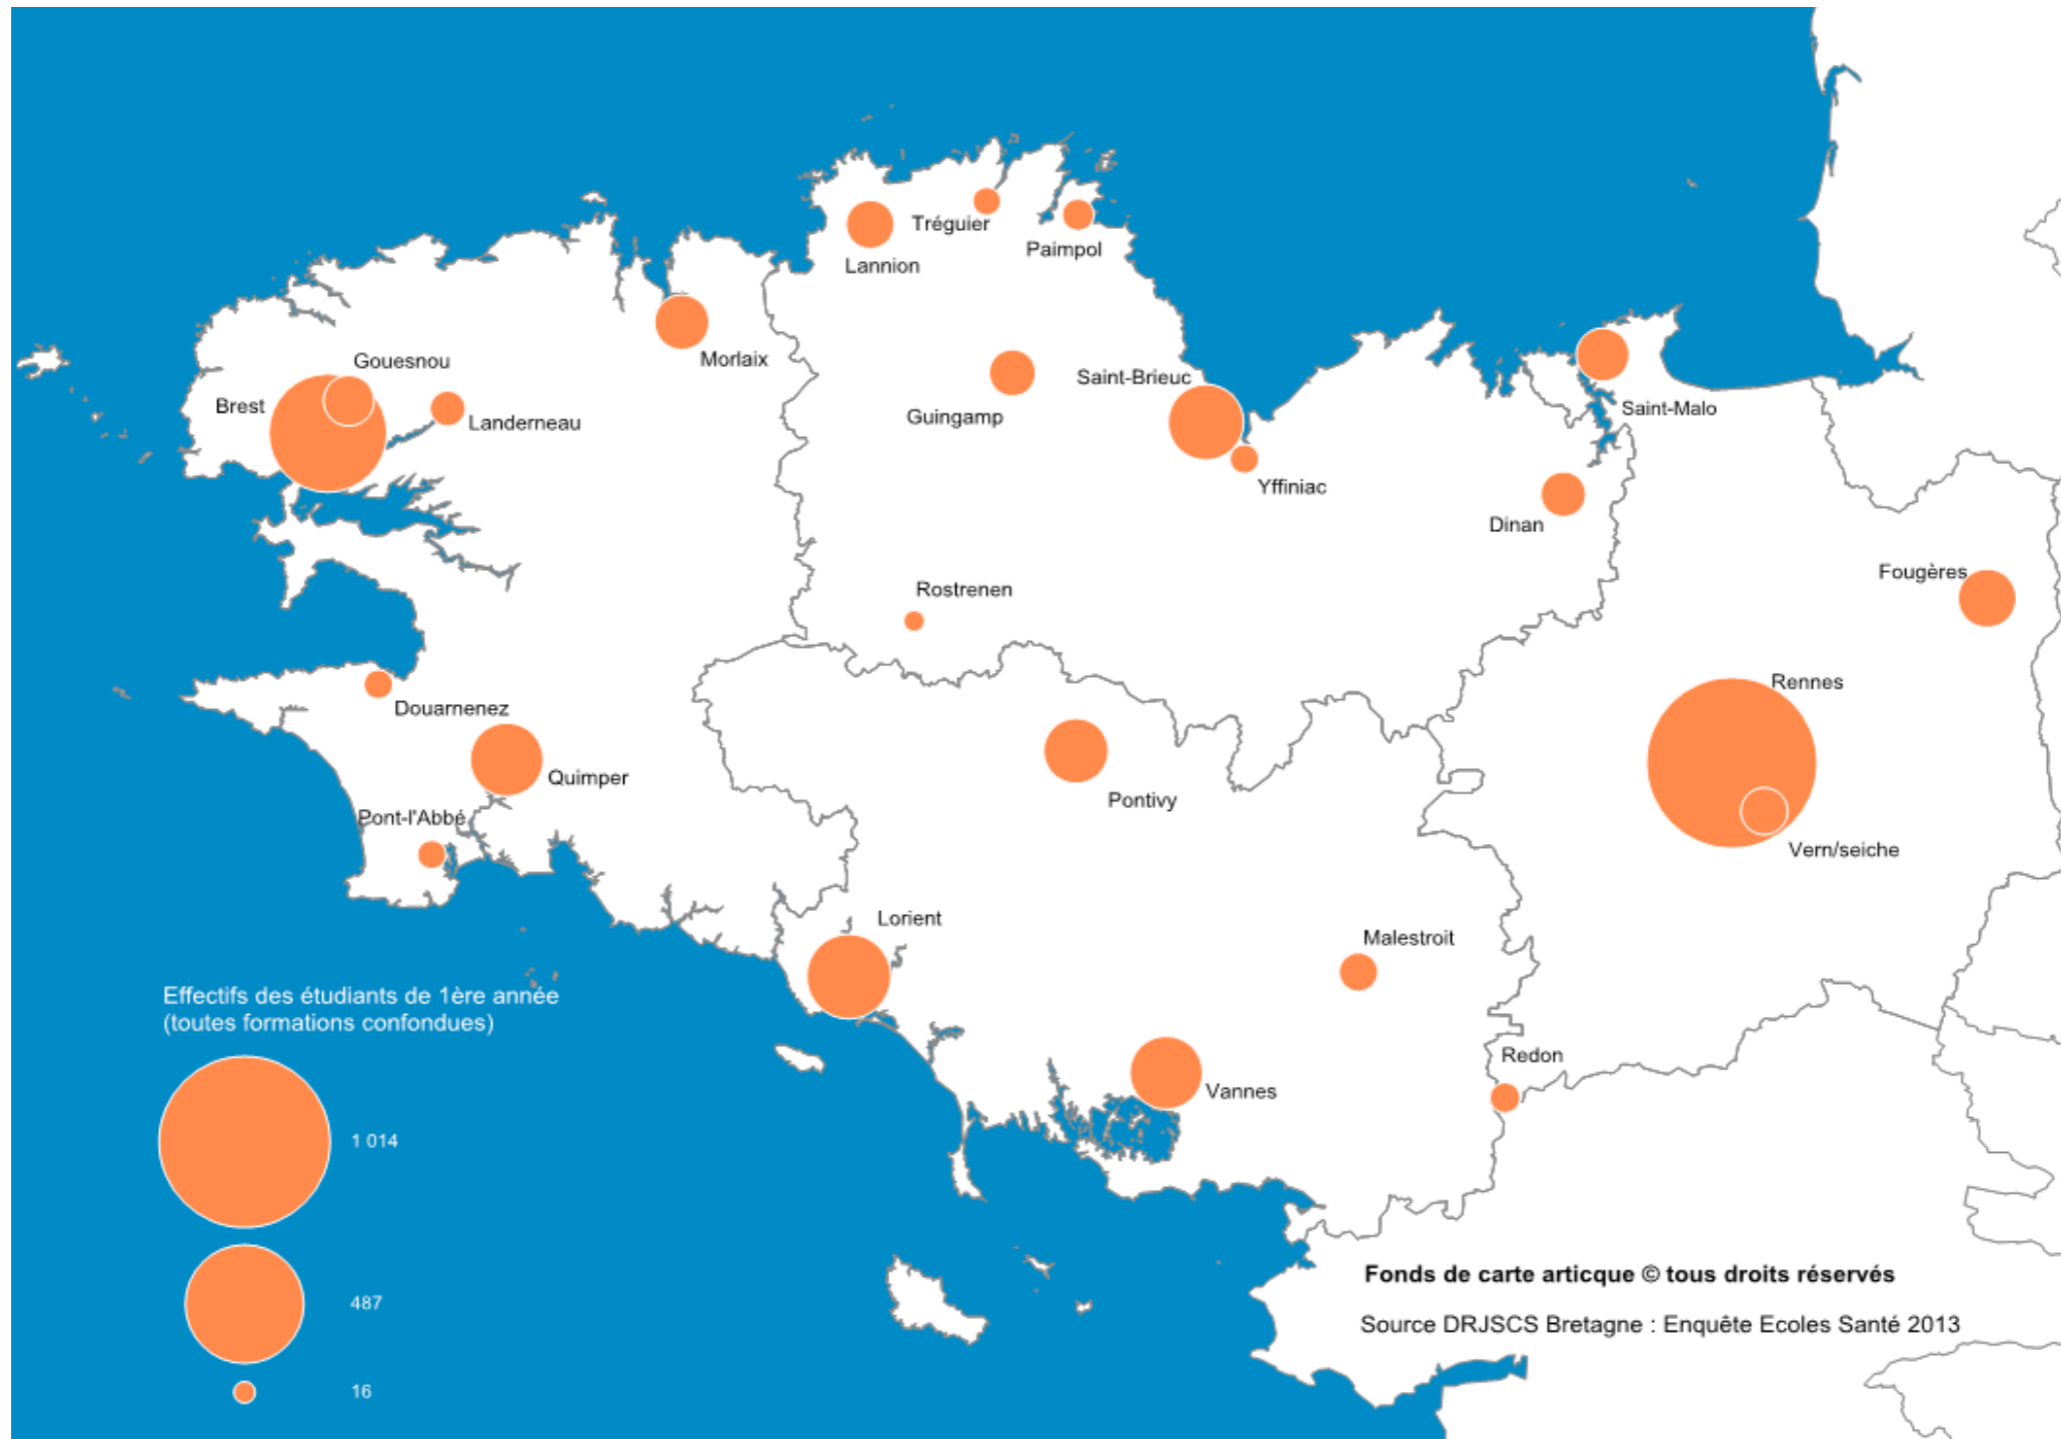 Tréguier
Paimpol
Lannion
Gouesnou
Morlaix
Saint-Brieuc
Brest
Saint-Malo
Guingamp
Landerneau
Yffiniac
Dinan
Fougères
Rostrenen
Rennes
Douarnenez
Quimper
Pontivy
Pont-l'Abbé
Vern/seiche
Lorient
Malestroit
Effectifs des étudiants de 1ère année
(toutes formations confondues)
Redon
Vannes
1 014
487
16
Fonds de carte articque © tous droits réservés
Source DRJSCS Bretagne : Enquête Ecoles Santé 2013